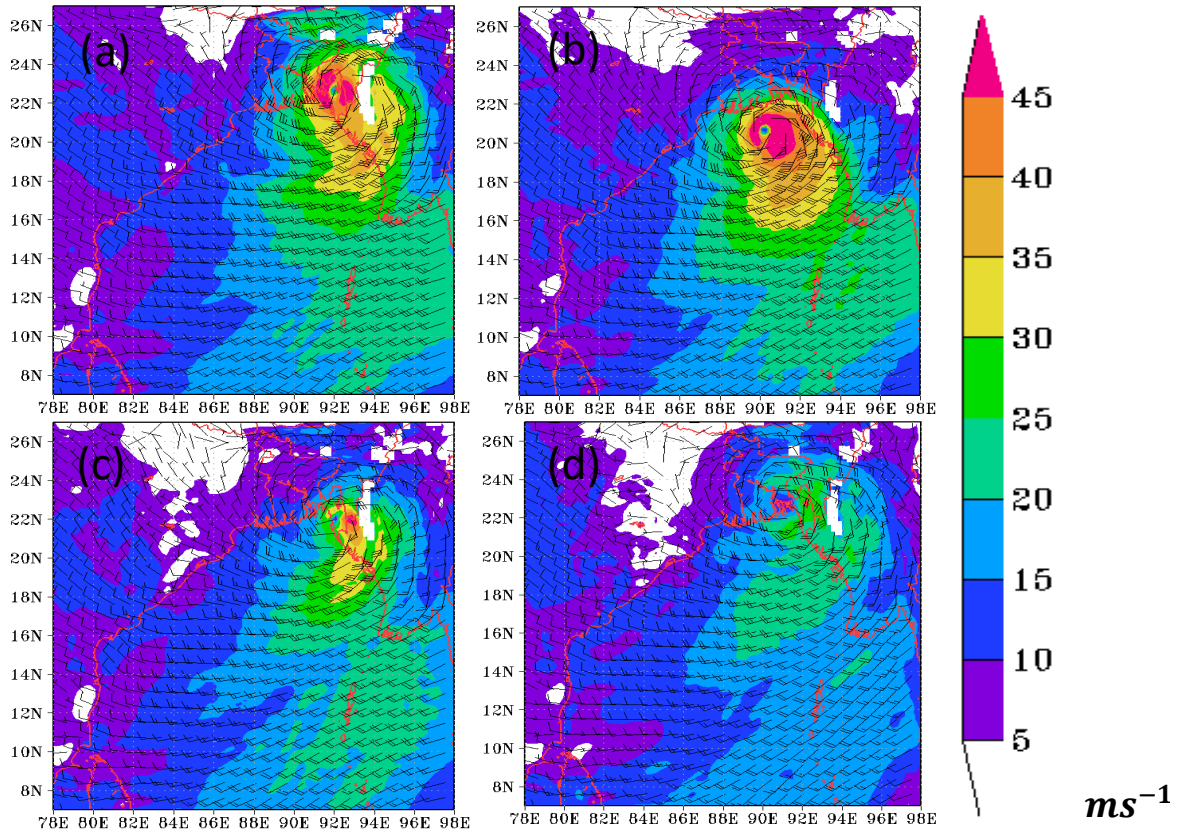 (a)
26N
24N
22N
20N
18N
16N
14N
12N
10N
8N
78E 80E 82E 84E 86E 88E 90E 92E 94E 96E 98E
(b)
26N
24N
22N
20N
18N
16N
14N
12N
10N
8N
78E 80E 82E 84E 86E 88E 90E 92E 94E 96E 98E
(c)
26N
24N
22N
20N
18N
16N
14N
12N
10N
8N
78E 80E 82E 84E 86E 88E 90E 92E 94E 96E 98E
(d)
26N
24N
22N
20N
18N
16N
14N
12N
10N
8N
78E 80E 82E 84E 86E 88E 90E 92E 94E 96E 98E
45
40
35
30
25
20
15
10
5
ms⁻¹